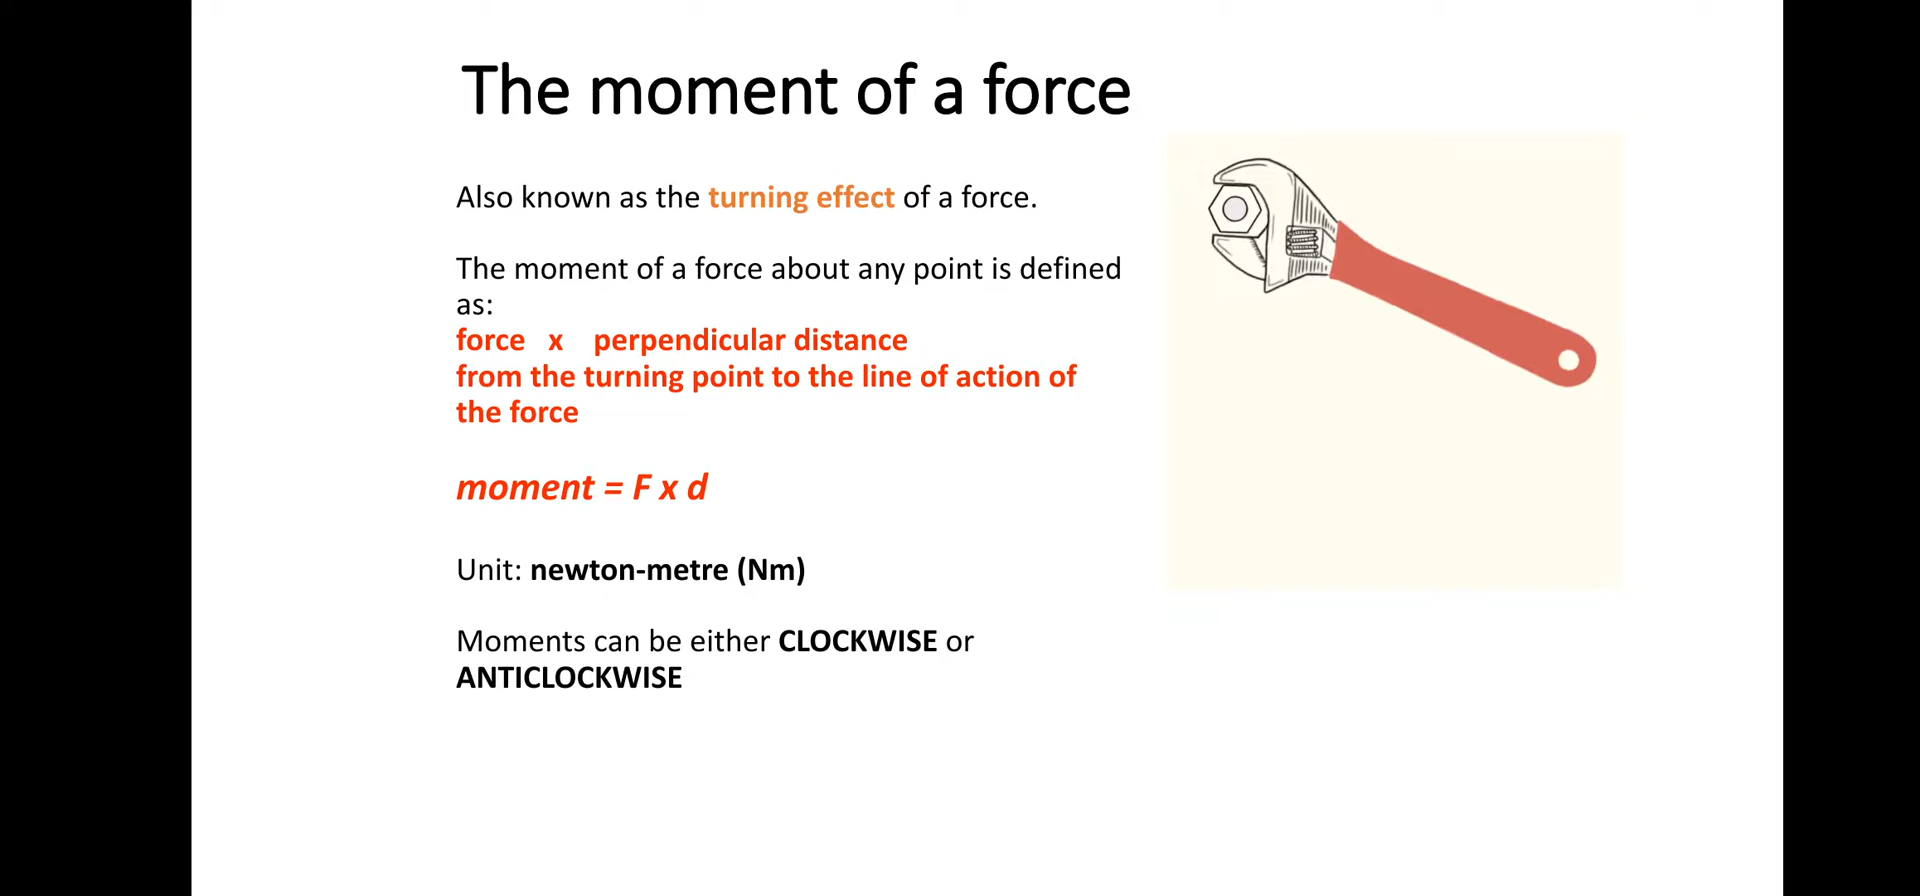 The moment of a force
Also known as the turning effect of a force.
The moment of a force about any point is defined
as:
force x perpendicular distance
from the turning point to the line of action of
the force
moment = F x d
Unit: newton-metre (Nm)
Moments can be either CLOCKWISE or
ANTICLOCKWISE